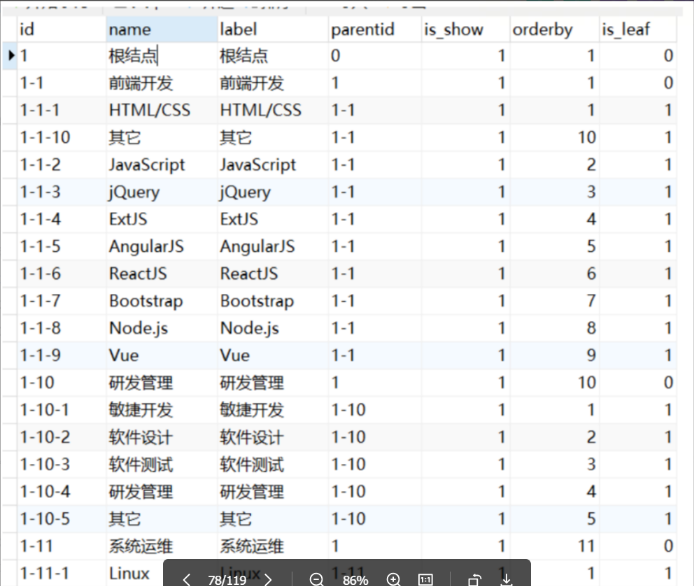 id name label parentid is_show orderby is_leaf
1 根结点 根结点 0 1 1 0
1-1 前端开发 前端开发 1 1 1 0
1-1-1 HTML/CSS HTML/CSS 1-1 1 1 1
1-1-10 其它 其它 1-1 1 10 1
1-1-2 JavaScript JavaScript 1-1 1 2 1
1-1-3 jQuery jQuery 1-1 1 3 1
1-1-4 ExtJS ExtJS 1-1 1 4 1
1-1-5 AngularJS AngularJS 1-1 1 5 1
1-1-6 ReactJS ReactJS 1-1 1 6 1
1-1-7 Bootstrap Bootstrap 1-1 1 7 1
1-1-8 Node.js Node.js 1-1 1 8 1
1-1-9 Vue Vue 1-1 1 9 1
1-10 研发管理 研发管理 1 1 10 0
1-10-1 敏捷开发 敏捷开发 1-10 1 1 1
1-10-2 软件设计 软件设计 1-10 1 2 1
1-10-3 软件测试 软件测试 1-10 1 3 1
1-10-4 研发管理 研发管理 1-10 1 4 1
1-10-5 其它 其它 1-10 1 5 1
1-11 系统运维 系统运维 1 1 11 0
1-11-1 Linux Linux 1-11 1 1 1
78/119 86% 1:1